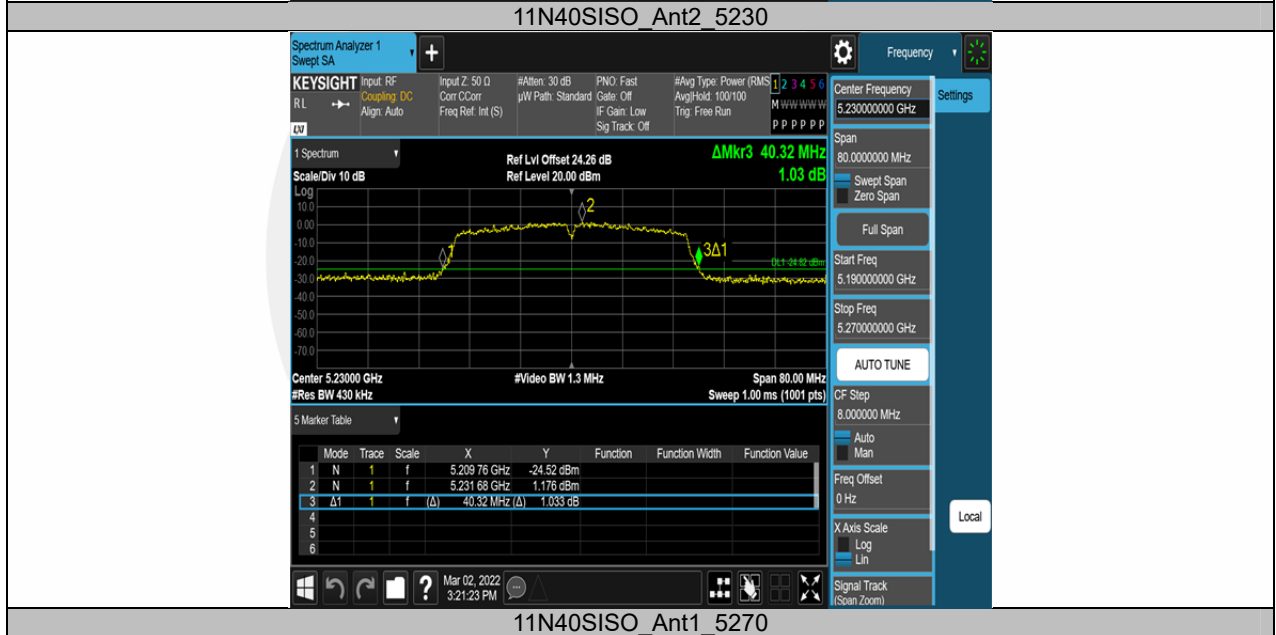 11N40SISO_Ant2_5230
Spectrum Analyzer 1
Swept SA
+
Frequency
KEYSIGHT
RL
LXI
Input: RF
Coupling: DC
Align: Auto
Input Z: 50 Ω
Corr CCorr
Freq Ref: Int (S)
#Atten: 30 dB
µW Path: Standard
PNO: Fast
Gate: Off
IF Gain: Low
Sig Track: Off
#Avg Type: Power (RMS
Avg|Hold: 100/100
Trig: Free Run
1 2 3 4 5 6
M W W W W W
P P P P P P
Center Frequency
5.230000000 GHz
Settings
Span
80.0000000 MHz
Swept Span
Zero Span
Full Span
Start Freq
5.190000000 GHz
Stop Freq
5.270000000 GHz
AUTO TUNE
CF Step
8.000000 MHz
Auto
Man
Freq Offset
0 Hz
X Axis Scale
Log
Lin
Signal Track
(Span Zoom)
Local
1 Spectrum
Scale/Div 10 dB
Ref Lvl Offset 24.26 dB
Ref Level 20.00 dBm
ΔMkr3 40.32 MHz
1.03 dB
Log
10.0
0.00
-10.0
-20.0
-30.0
-40.0
-50.0
-60.0
-70.0
1
2
3Δ1
DL1 -24.82 dBm
Center 5.23000 GHz
#Video BW 1.3 MHz
Span 80.00 MHz
#Res BW 430 kHz
Sweep 1.00 ms (1001 pts)
5 Marker Table
Mode Trace Scale X Y Function Function Width Function Value
1 N 1 f 5.209 76 GHz -24.52 dBm
2 N 1 f 5.231 68 GHz 1.176 dBm
3 Δ1 1 f (Δ) 40.32 MHz (Δ) 1.033 dB
4
5
6
?
Mar 02, 2022
3:21:23 PM
11N40SISO_Ant1_5270